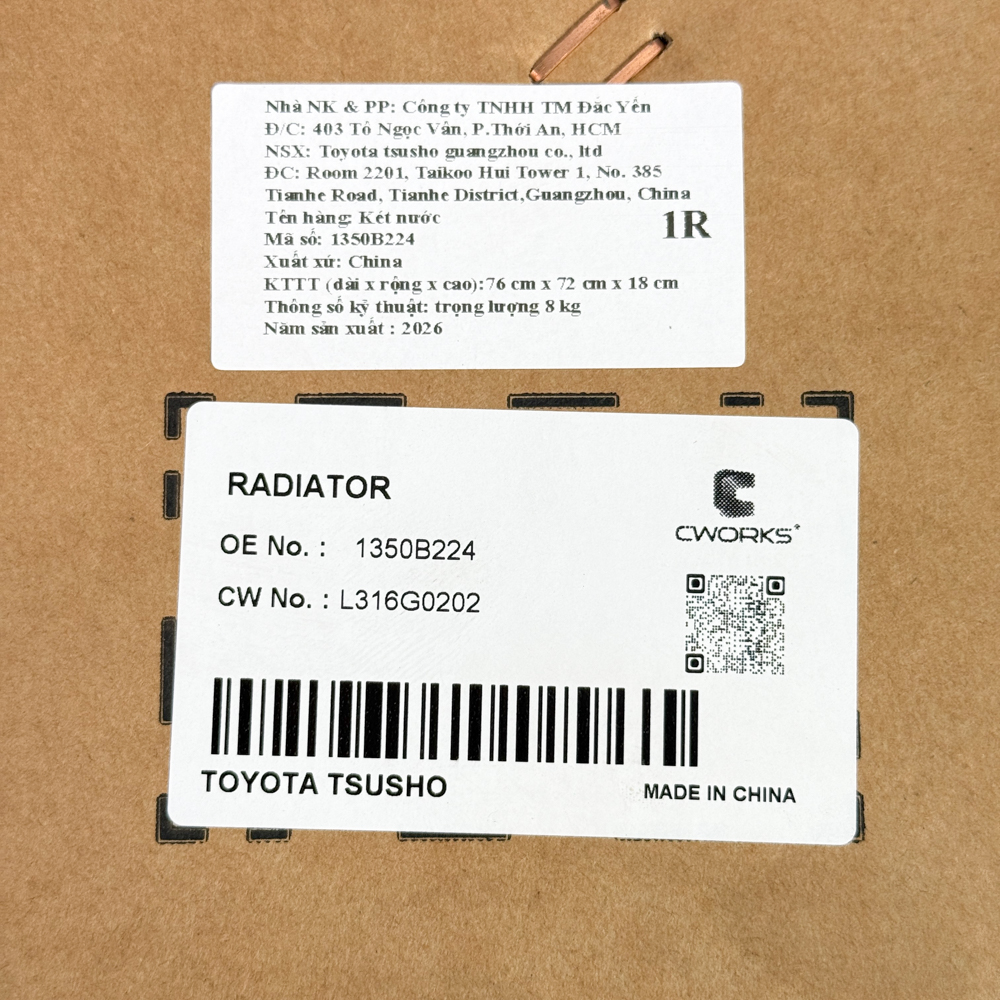 Nhà NK & PP: Công ty TNHH TM Đắc Yến
Đ/C: 403 Tô Ngọc Vân, P.Thới An, HCM
NSX: Toyota tsusho guangzhou co., ltd
ĐC: Room 2201, Taikoo Hui Tower 1, No. 385
Tianhe Road, Tianhe District,Guangzhou, China
Tên hàng: Két nước
1R
Mã số: 1350B224
Xuất xứ: China
KTTT (dài x rộng x cao):76 cm x 72 cm x 18 cm
Thông số kỹ thuật: trọng lượng 8 kg
Năm sản xuất : 2026
RADIATOR
CWORKS
OE No. : 1350B224
CW No. : L316G0202
TOYOTA TSUSHO
MADE IN CHINA